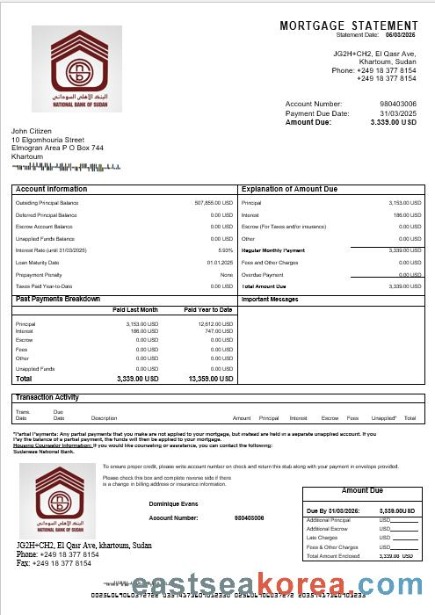 MORTGAGE STATEMENT
Statement Date: 06/03/2026
البنك الأهلي السوداني
NATIONAL BANK OF SUDAN
JG2H+CH2, El Qasr Ave,
Khartoum, Sudan
Phone: +249 18 377 8154
+249 18 377 8154
Account Number: 980403006
Payment Due Date: 31/03/2025
Amount Due: 3.339.00 USD
John Citizen
10 Elgomhouria Street
Elmogran Area P O Box 744
Khartoum
Account Information
Outsiding Principal Balance 507,855.00 USD
Deferred Principal Balance 0.00 USD
Escrow Account Balance 0.00 USD
Unappled Funds Balance 0.00 USD
Interest Rate (until 31/03/2025)
Loan Maturity Date 01.01.2025
Prepayment Penalty None
Taxes Paid Year-to-Date 0.00 USD
Explanation of Amount Due
Principal 3,153.00 USD
Interest 186.00 USD
Escrow (For Taxes and/or insurance) 0.00 USD
Other 0.00 USD
Regular Monthly Payment 3,339.00 USD
Fees and Other Charges 0.00 USD
Overdue Payment 0.00 USD
Total Amount Due 3,339.00 USD
Past Payments Breakdown
Paid Last Month Paid Year to Date
Principal 3,153.00 USD 12,612.00 USD
Interest 186.00 USD 747.00 USD
Escrow 0.00 USD 0.00 USD
Fees 0.00 USD 0.00 USD
Other 0.00 USD 0.00 USD
Unapplied Funds 0.00 USD 0.00 USD
Total 3,339.00 USD 13,359.00 USD
Important Messages
Transaction Activity
Trans. Date Due Date Description Amount Principal Interest Escrow Fees Unapplied* Total
*Partial Payments: Any partial payments that you make are not applied to your mortgage, but instead are held in a separate unapplied account. If you
Pay the balance of a partial payment, the funds will then be applied to your mortgage.
Housing Counselor Information: If you would like counseling or assistance, you can contact the following:
Sudanese National Bank.
البنك الأهلي السوداني
NATIONAL BANK OF SUDAN
To ensure proper credit, please write account number on check and return this stub along with your payment in envelope provided.
Please check this box and complete reverse side if there
is a change in billing address or insurance information.
Dominique Evans
Account Number: 980403006
Amount Due
Due By 31/03/2026: 3,339.00USD
Additional Principal USD
Additional Escrow USD
Late Charges USD
Fees & Other Charges USD
Total Amount Enclosed 3,339.00 USD
JG2H+CH2, El Qasr Ave, khartoum, Sudan
Phone: +249 18 377 8154
Fax: +249 18 377 8154
eastseakorea.com